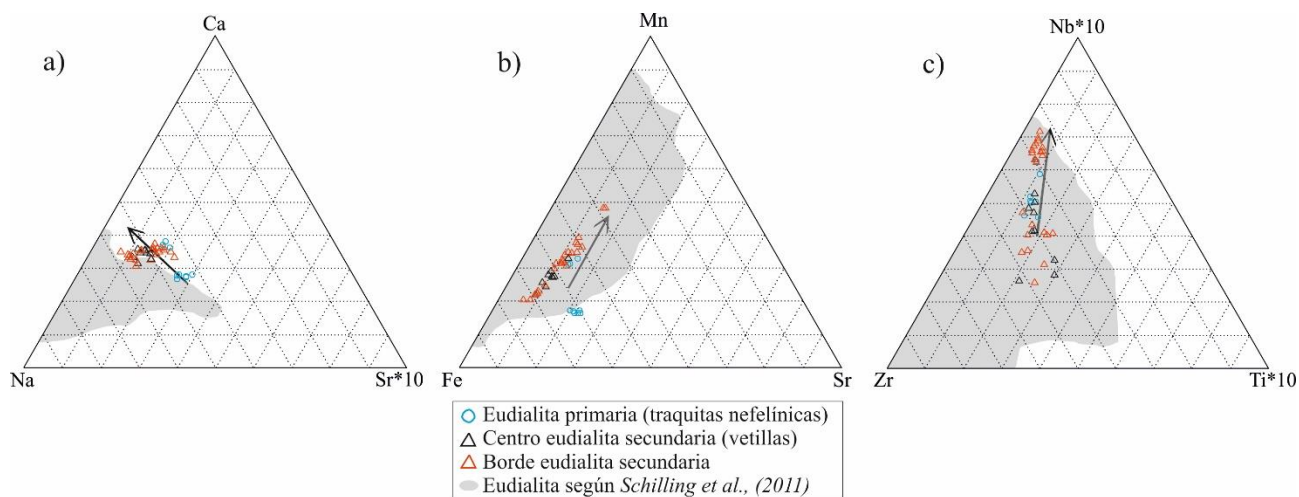 a)
Ca
Na
Sr*10
b)
Mn
Fe
Sr
c)
Nb*10
Zr
Ti*10
Eudialita primaria (traquitas nefelínicas)
Centro eudialita secundaria (vetillas)
Borde eudialita secundaria
Eudialita según Schilling et al., (2011)